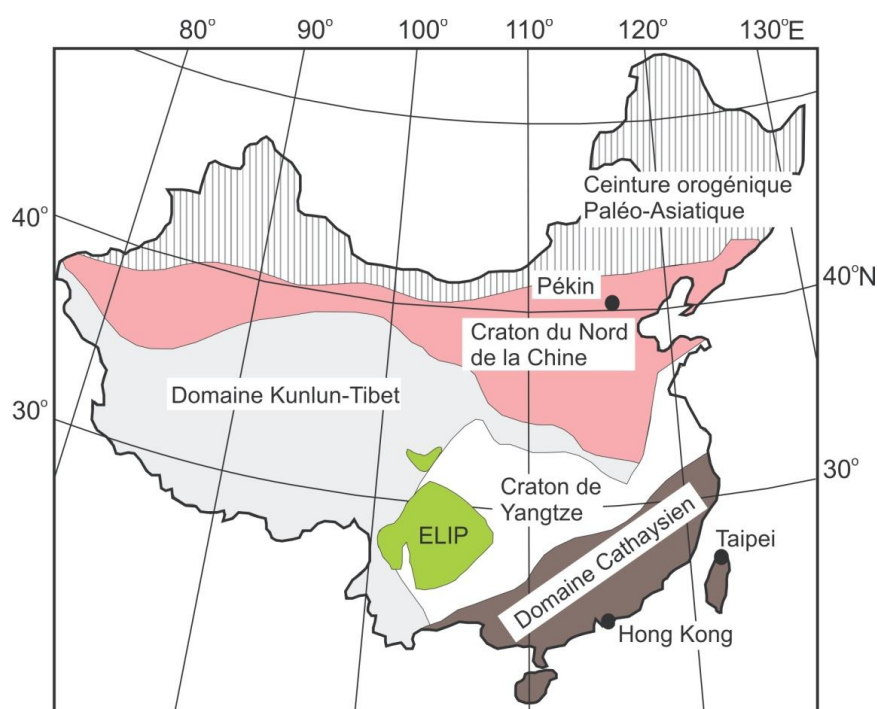 80° 90° 100° 110° 120° 130°E
Ceinture orogénique
Paléo-Asiatique
40°
40°N
Pékin
Craton du Nord
de la Chine
Domaine Kunlun-Tibet
30°
30°
Craton de
Yangtze
ELIP
Domaine Cathaysien
Taipei
Hong Kong